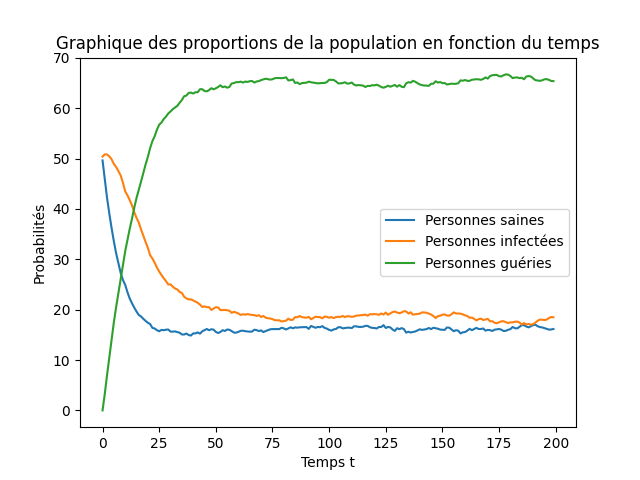 Graphique des proportions de la population en fonction du temps
70
60
50
40
30
20
10
0
Probabilités
Personnes saines
Personnes infectées
Personnes guéries
0 25 50 75 100 125 150 175 200
Temps t